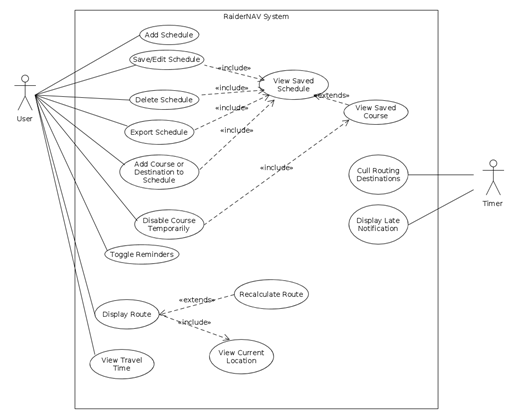 RaiderNAV System
Add Schedule
Save/Edit Schedule
«include»
View Saved
Schedule
Delete Schedule
«include»
«extends»
View Saved
Course
Export Schedule
«include»
«include»
User
Add Course or
Destination to
Schedule
«include»
Cull Routing
Destinations
Timer
Disable Course
Temporarily
Display Late
Notification
Toggle Reminders
«extends»
Recalculate Route
Display Route
«include»
View Current
Location
View Travel
Time